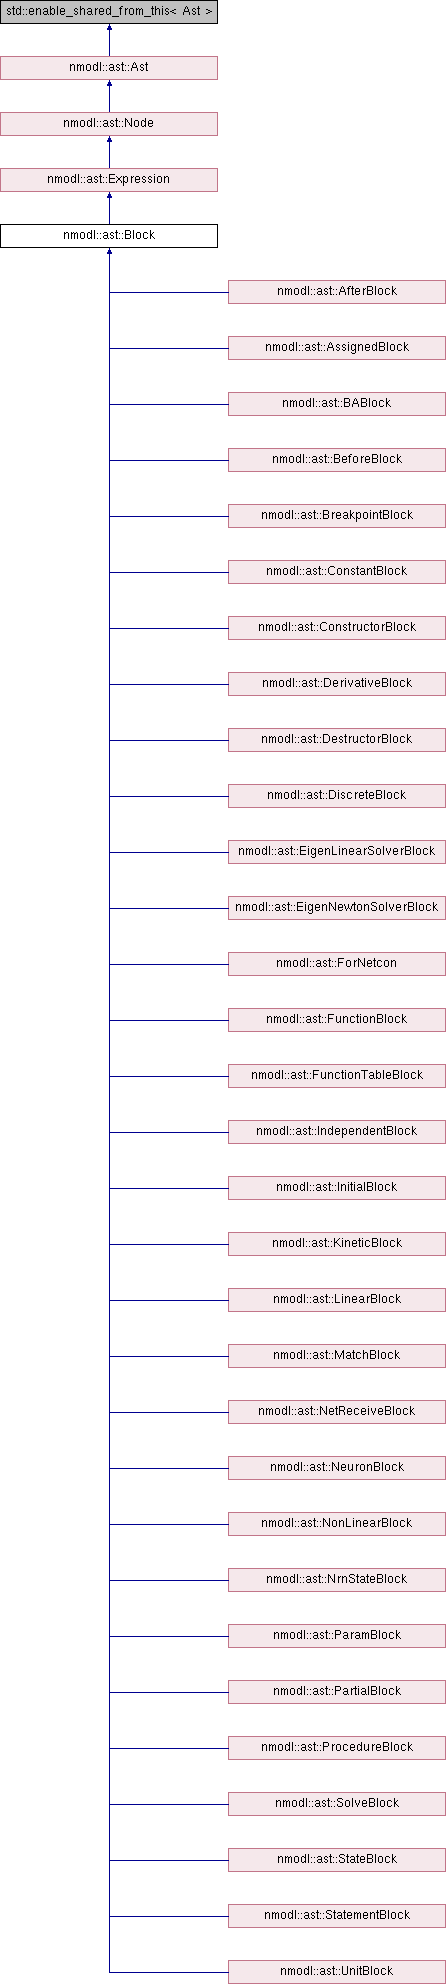 std::enable_shared_from_this< Ast >
nmodl::ast::Ast
nmodl::ast::Node
nmodl::ast::Expression
nmodl::ast::Block
nmodl::ast::AfterBlock
nmodl::ast::AssignedBlock
nmodl::ast::BABlock
nmodl::ast::BeforeBlock
nmodl::ast::BreakpointBlock
nmodl::ast::ConstantBlock
nmodl::ast::ConstructorBlock
nmodl::ast::DerivativeBlock
nmodl::ast::DestructorBlock
nmodl::ast::DiscreteBlock
nmodl::ast::EigenLinearSolverBlock
nmodl::ast::EigenNewtonSolverBlock
nmodl::ast::ForNetcon
nmodl::ast::FunctionBlock
nmodl::ast::FunctionTableBlock
nmodl::ast::IndependentBlock
nmodl::ast::InitialBlock
nmodl::ast::KineticBlock
nmodl::ast::LinearBlock
nmodl::ast::MatchBlock
nmodl::ast::NetReceiveBlock
nmodl::ast::NeuronBlock
nmodl::ast::NonLinearBlock
nmodl::ast::NrnStateBlock
nmodl::ast::ParamBlock
nmodl::ast::PartialBlock
nmodl::ast::ProcedureBlock
nmodl::ast::SolveBlock
nmodl::ast::StateBlock
nmodl::ast::StatementBlock
nmodl::ast::UnitBlock